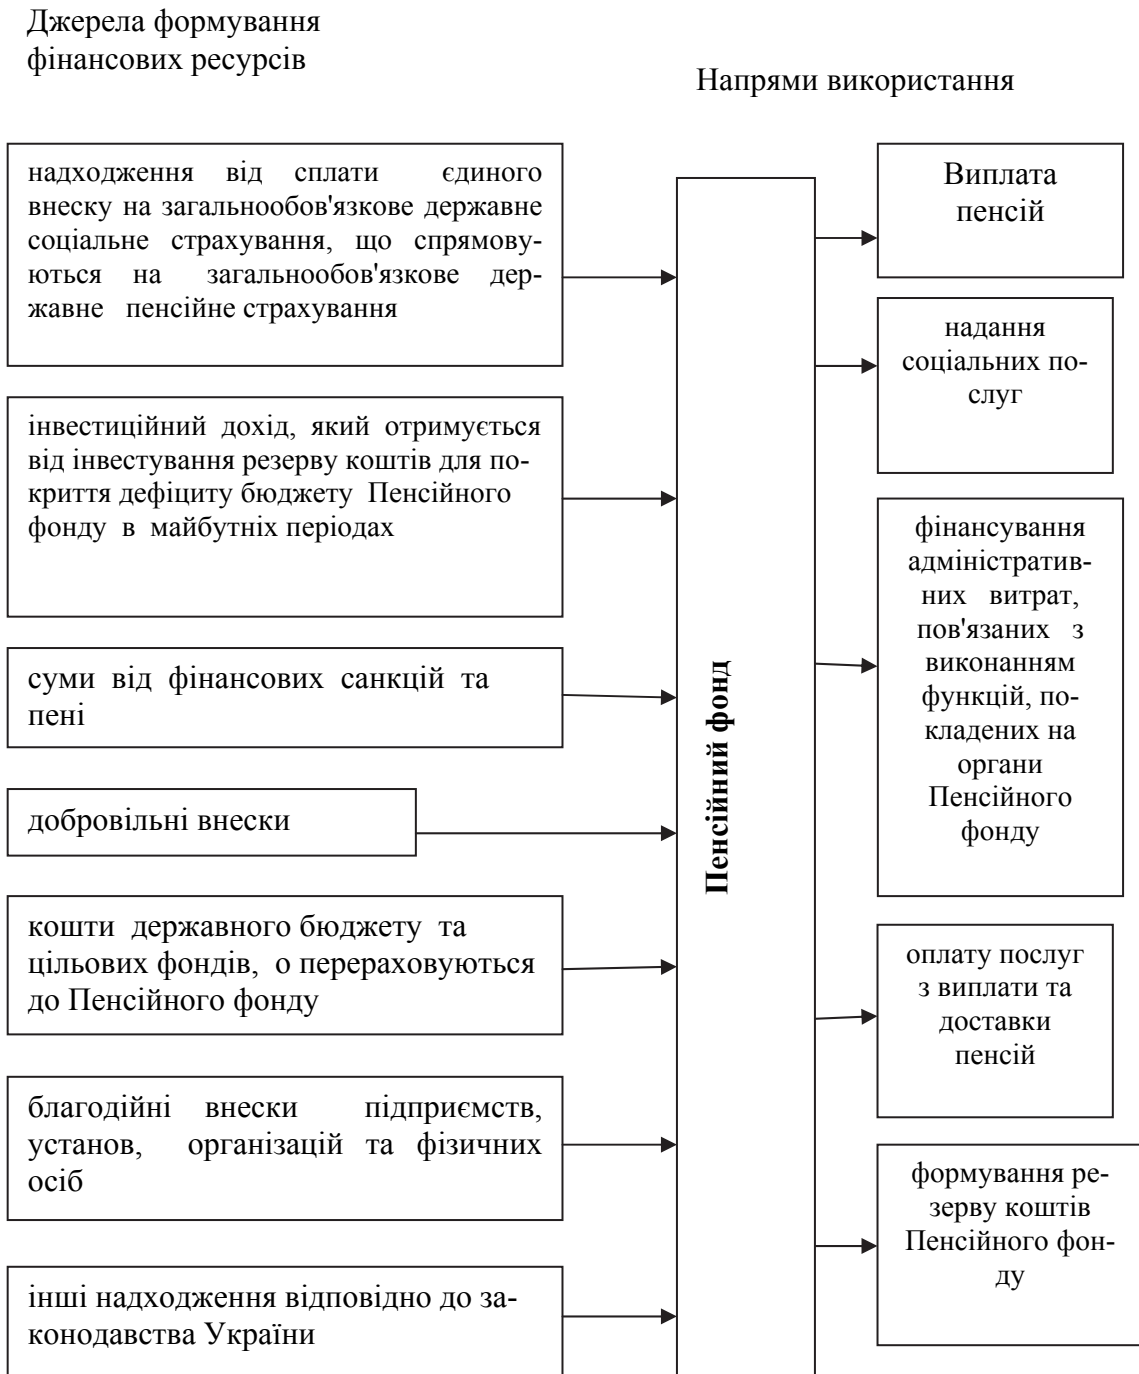 Джерела формування
фінансових ресурсів
Напрями використання
надходження від сплати єдиного
внеску на загальнообов'язкове державне
соціальне страхування, що спрямову-
ються на загальнообов'язкове дер-
жавне пенсійне страхування
інвестиційний дохід, який отримується
від інвестування резерву коштів для по-
криття дефіциту бюджету Пенсійного
фонду в майбутніх періодах
суми від фінансових санкцій та
пені
добровільні внески
кошти державного бюджету та
цільових фондів, о перераховуються
до Пенсійного фонду
благодійні внески підприємств,
установ, організацій та фізичних
осіб
інші надходження відповідно до за-
конодавства України
Пенсійний фонд
Виплата
пенсій
надання
соціальних по-
слуг
фінансування
адміністратив-
них витрат,
пов'язаних з
виконанням
функцій, по-
кладених на
органи
Пенсійного
фонду
оплату послуг
з виплати та
доставки
пенсій
формування ре-
зерву коштів
Пенсійного фон-
ду